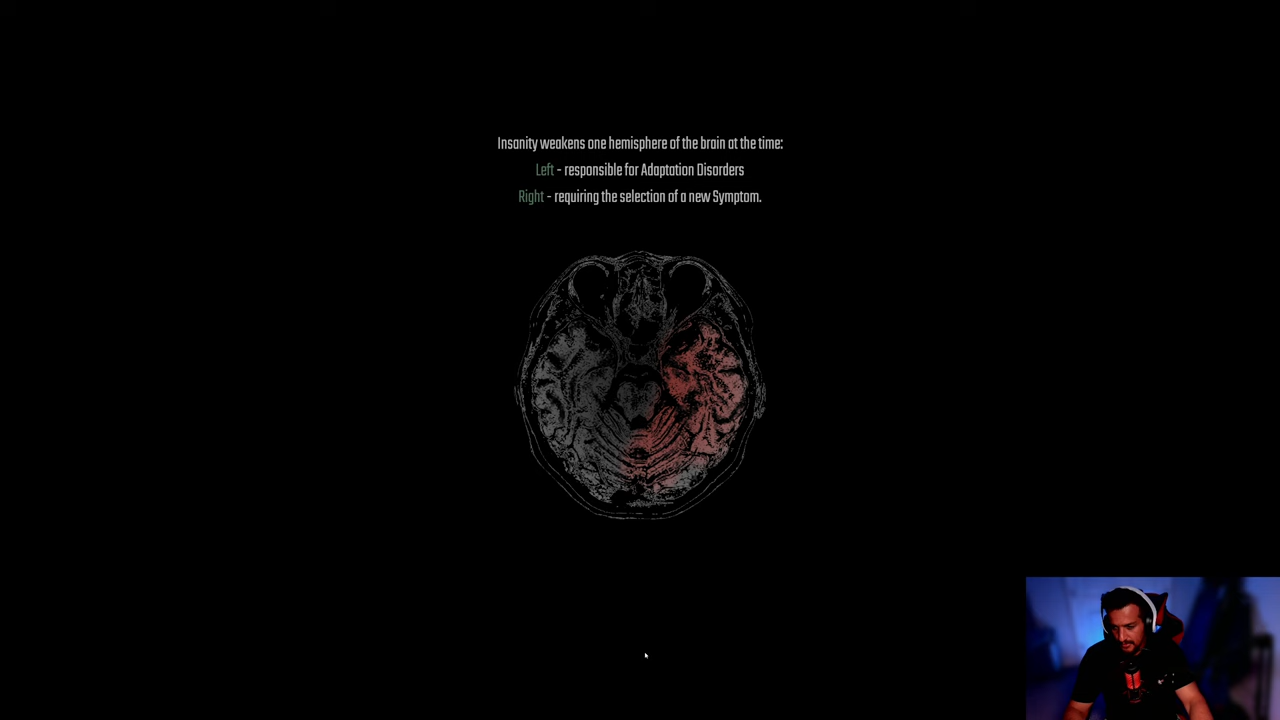 Insanity weakens one hemisphere of the brain at the time:
Left - responsible for Adaptation Disorders
Right - requiring the selection of a new Symptom.